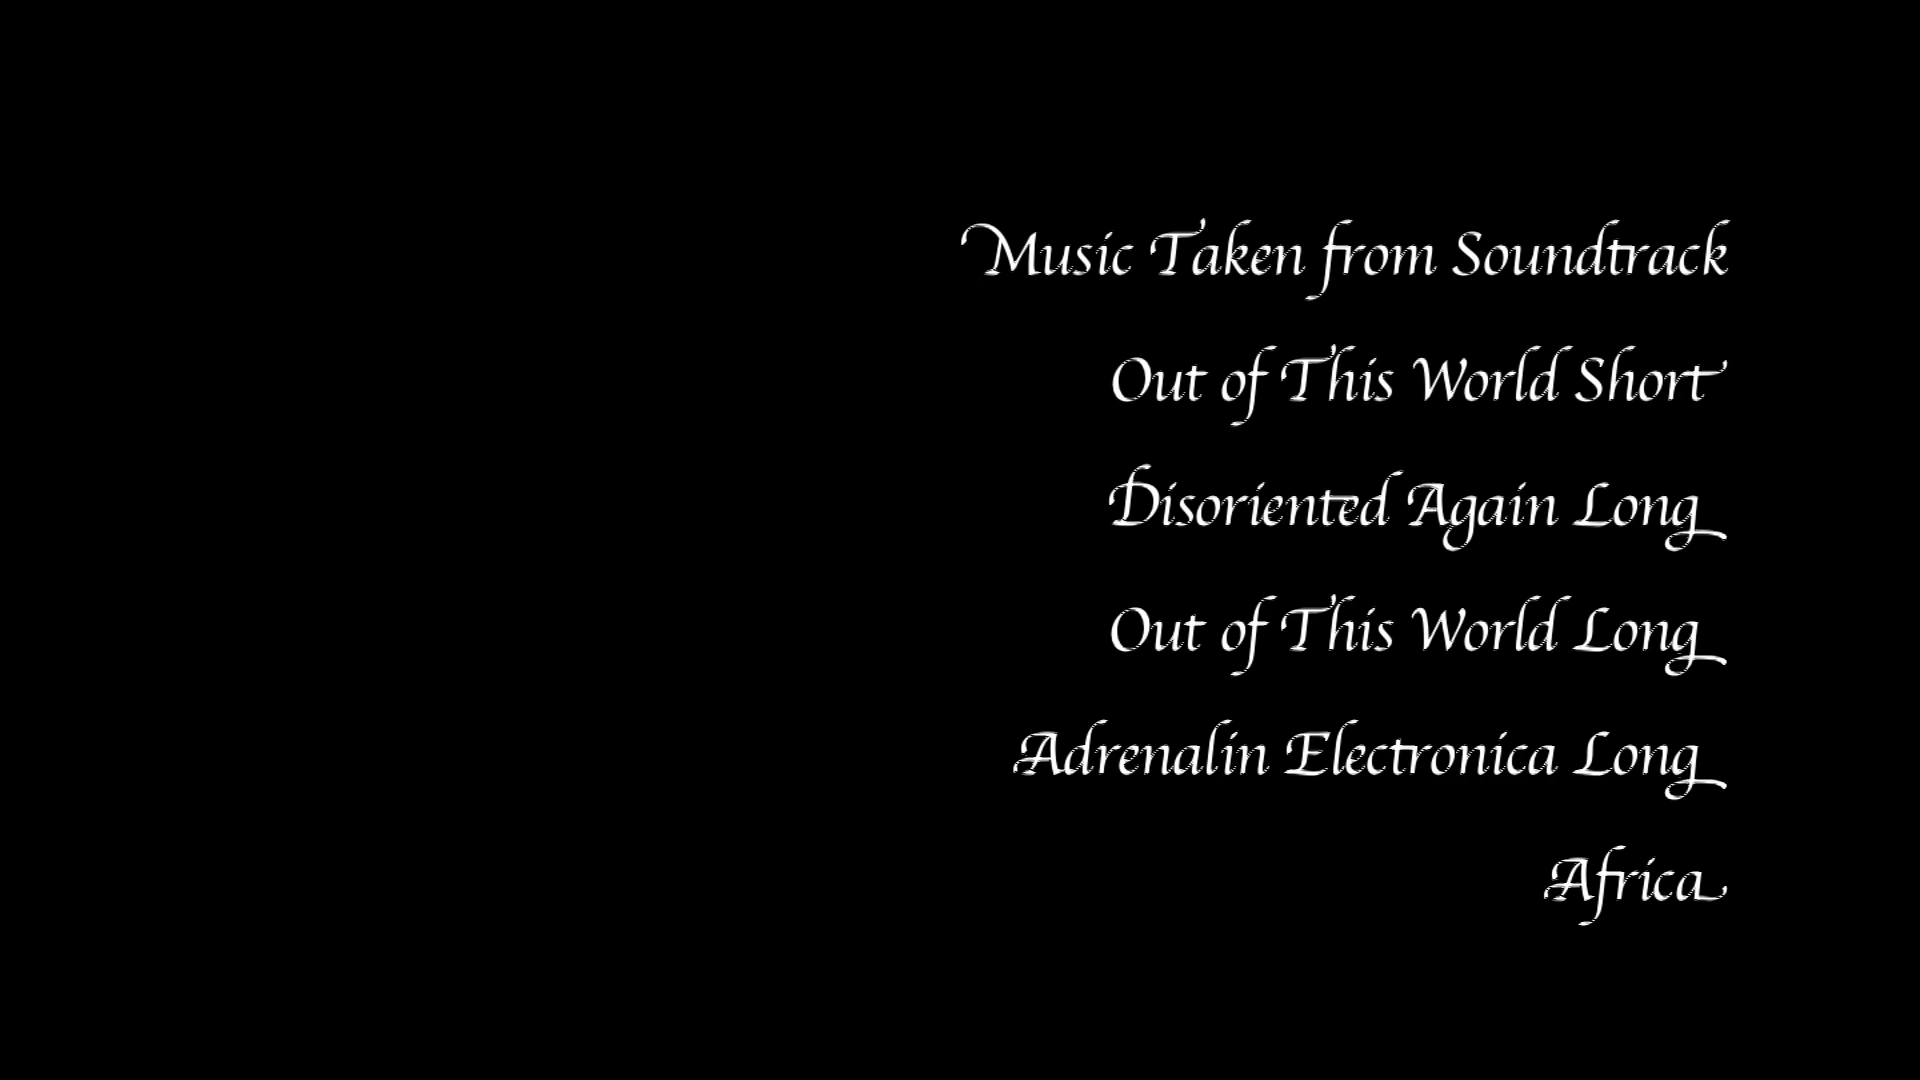 Music Taken from Soundtrack
Out of This World Short
Disoriented Again Long
Out of This World Long
Adrenalin Electronica Long
Africa